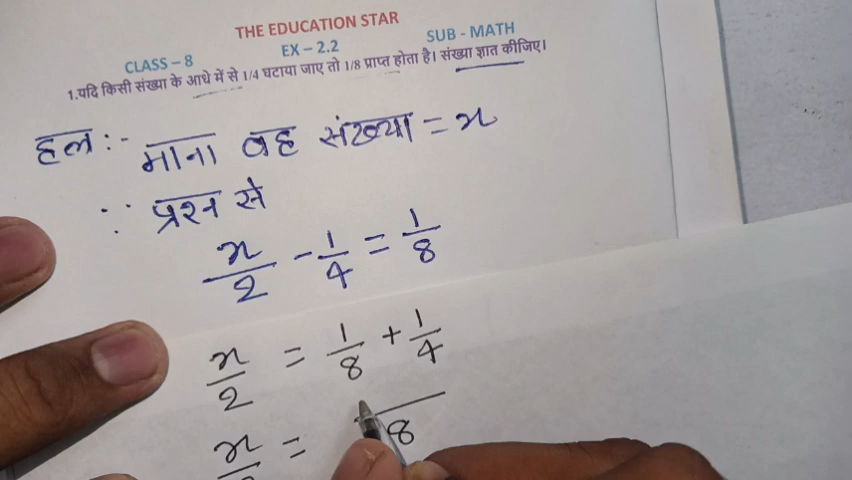 THE EDUCATION STAR
CLASS – 8 EX – 2.2 SUB - MATH
1.यदि किसी संख्या के आधे में से 1/4 घटाया जाए तो 1/8 प्राप्त होता है। संख्या ज्ञात कीजिए।
हल :- माना वह संख्या = x
∵ प्रश्न से
x/2 - 1/4 = 1/8
x/2 = 1/8 + 1/4
x/ = /8